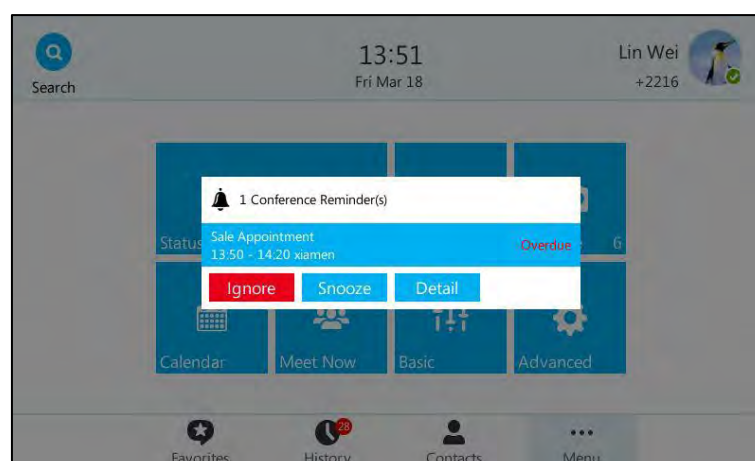 13:51
Lin Wei
Search
Fri Mar 18
+2216
1 Conference Reminder(s)
Status
Sale Appointment
Overdue
6
13:50 - 14:20 xiamen
Ignore
Snooze
Detail
Calendar
Meet Now
Basic
Advanced
28
Favorites
History
Contacts
Menu